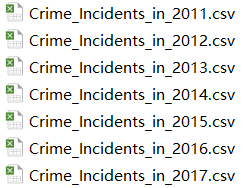 Crime_Incidents_in_2011.csv
Crime_Incidents_in_2012.csv
Crime_Incidents_in_2013.csv
Crime_Incidents_in_2014.csv
Crime_Incidents_in_2015.csv
Crime_Incidents_in_2016.csv
Crime_Incidents_in_2017.csv